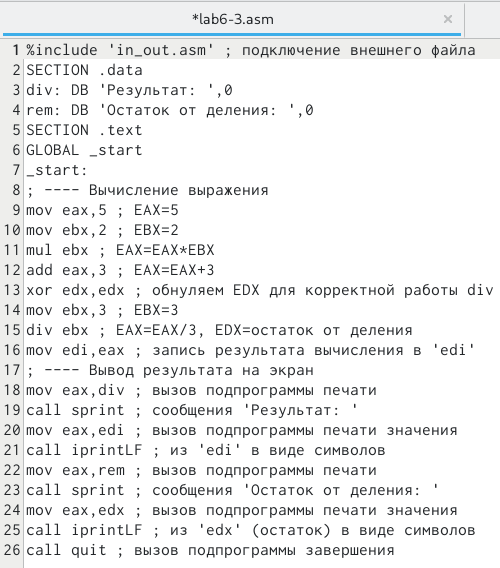 *lab6-3.asm ×
1 %include 'in_out.asm' ; подключение внешнего файла
2 SECTION .data
3 div: DB 'Результат: ',0
4 rem: DB 'Остаток от деления: ',0
5 SECTION .text
6 GLOBAL _start
7 _start:
8 ; ---- Вычисление выражения
9 mov eax,5 ; EAX=5
10 mov ebx,2 ; EBX=2
11 mul ebx ; EAX=EAX*EBX
12 add eax,3 ; EAX=EAX+3
13 xor edx,edx ; обнуляем EDX для корректной работы div
14 mov ebx,3 ; EBX=3
15 div ebx ; EAX=EAX/3, EDX=остаток от деления
16 mov edi,eax ; запись результата вычисления в 'edi'
17 ; ---- Вывод результата на экран
18 mov eax,div ; вызов подпрограммы печати
19 call sprint ; сообщения 'Результат: '
20 mov eax,edi ; вызов подпрограммы печати значения
21 call iprintLF ; из 'edi' в виде символов
22 mov eax,rem ; вызов подпрограммы печати
23 call sprint ; сообщения 'Остаток от деления: '
24 mov eax,edx ; вызов подпрограммы печати значения
25 call iprintLF ; из 'edx' (остаток) в виде символов
26 call quit ; вызов подпрограммы завершения